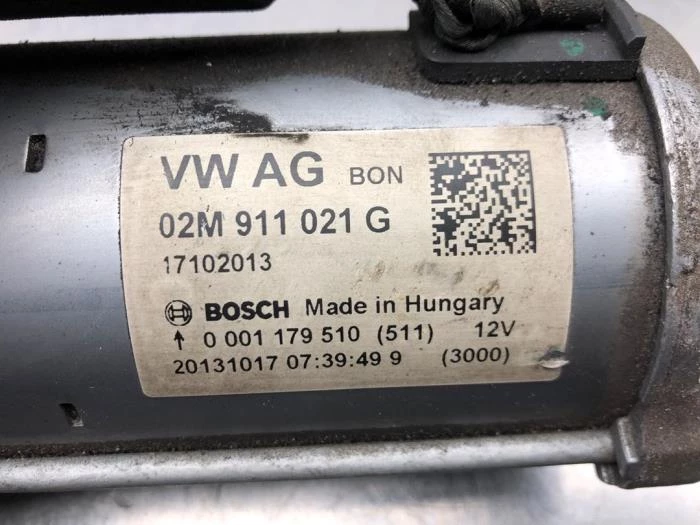 VW AG BON
02M 911 021 G
17102013
BOSCH Made in Hungary
↑ 0 001 179 510 (511) 12V
20131017 07:39:49 9 (3000)